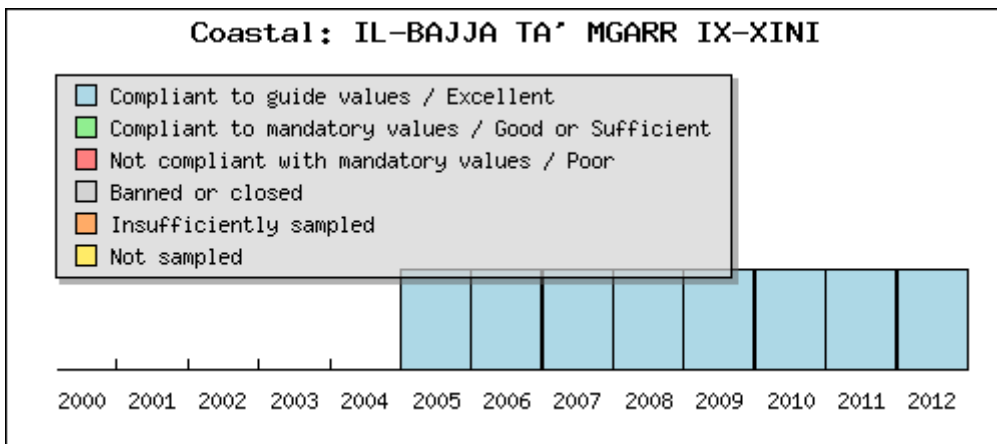 Coastal: IL-BAJJA TA' MGARR IX-XINI
Compliant to guide values / Excellent
Compliant to mandatory values / Good or Sufficient
Not compliant with mandatory values / Poor
Banned or closed
Insufficiently sampled
Not sampled
2000 2001 2002 2003 2004 2005 2006 2007 2008 2009 2010 2011 2012